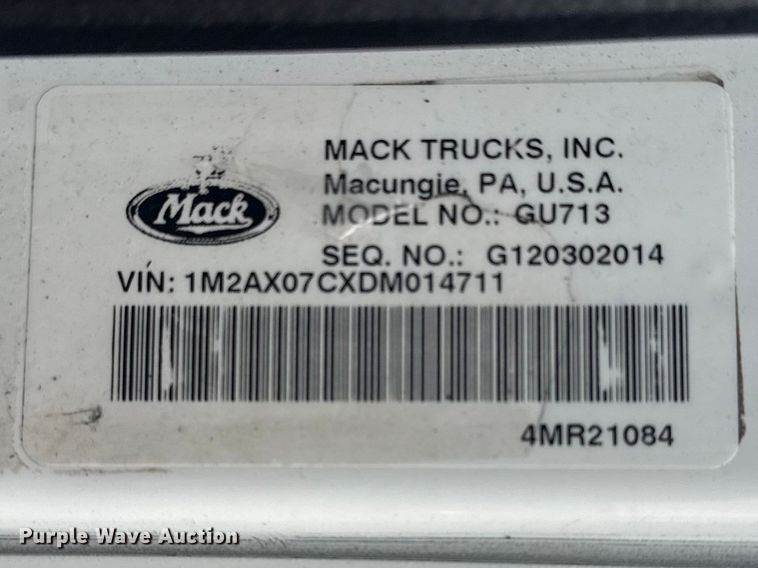 MACK TRUCKS, INC.
Macungie, PA, U.S.A.
Mack
MODEL NO.: GU713
SEQ. NO.: G120302014
VIN: 1M2AX07CXDM014711
4MR21084
Purple Wave Auction